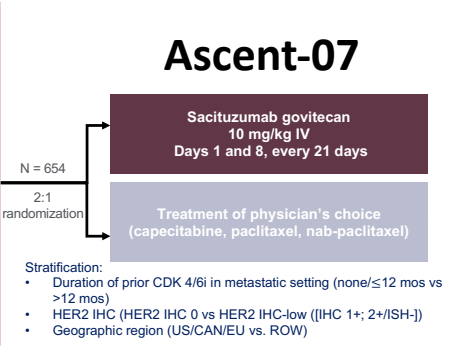 Ascent-07
Sacituzumab govitecan
10 mg/kg IV
Days 1 and 8, every 21 days
N = 654
2:1
randomization
Treatment of physician's choice
(capecitabine, paclitaxel, nab-paclitaxel)
Stratification:
• Duration of prior CDK 4/6i in metastatic setting (none/≤12 mos vs
>12 mos)
• HER2 IHC (HER2 IHC 0 vs HER2 IHC-low ([IHC 1+; 2+/ISH-])
• Geographic region (US/CAN/EU vs. ROW)